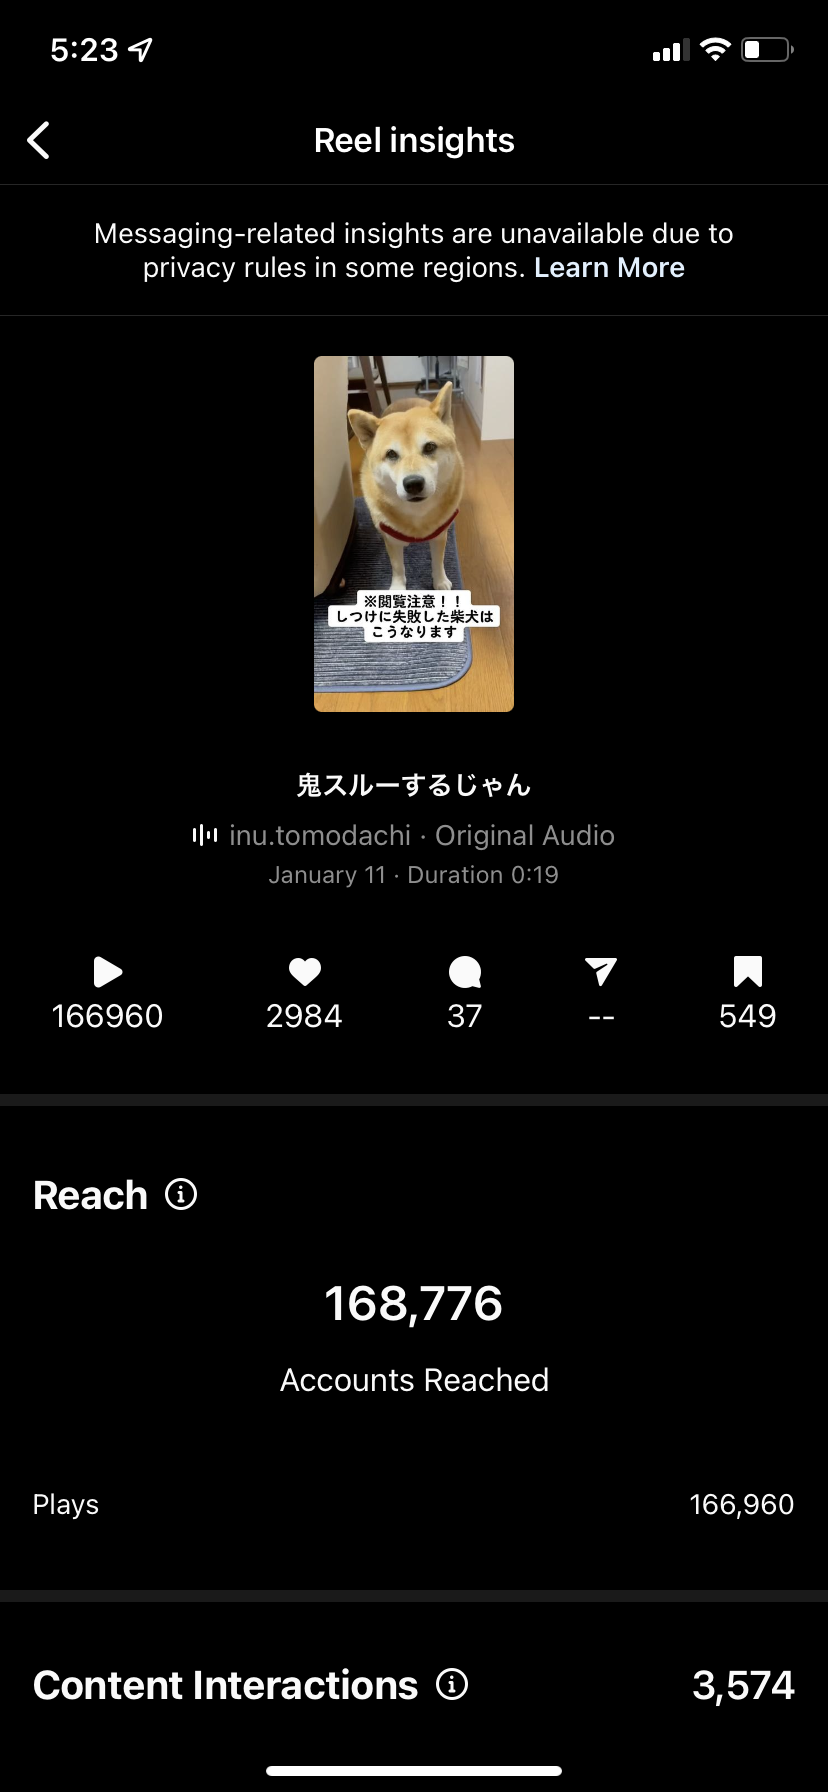 5:23
Reel insights
Messaging-related insights are unavailable due to
privacy rules in some regions. Learn More
※閲覧注意！！
しつけに失敗した柴犬は
こうなります
鬼スルーするじゃん
inu.tomodachi · Original Audio
January 11 · Duration 0:19
166960 2984 37 -- 549
Reach
168,776
Accounts Reached
Plays 166,960
Content Interactions 3,574